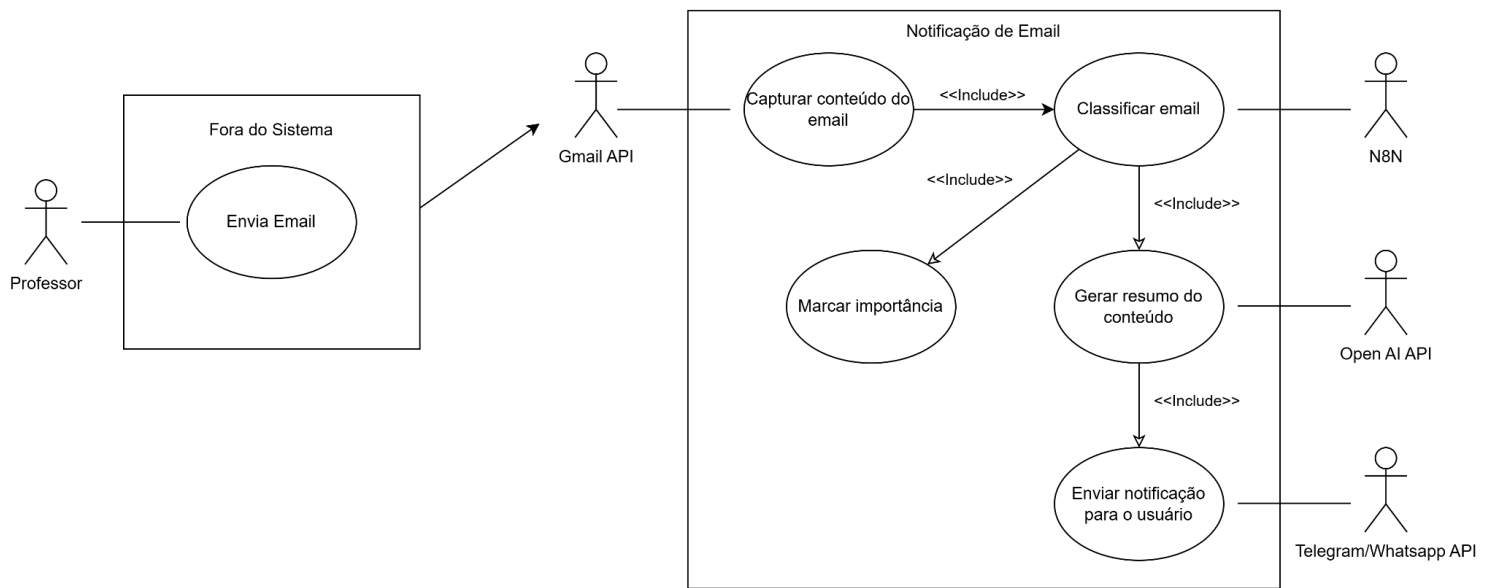 Notificação de Email
Fora do Sistema
Envia Email
Professor
Gmail API
Capturar conteúdo do
email
<<Include>>
Classificar email
N8N
<<Include>>
<<Include>>
Marcar importância
Gerar resumo do
conteúdo
Open AI API
<<Include>>
Enviar notificação
para o usuário
Telegram/Whatsapp API